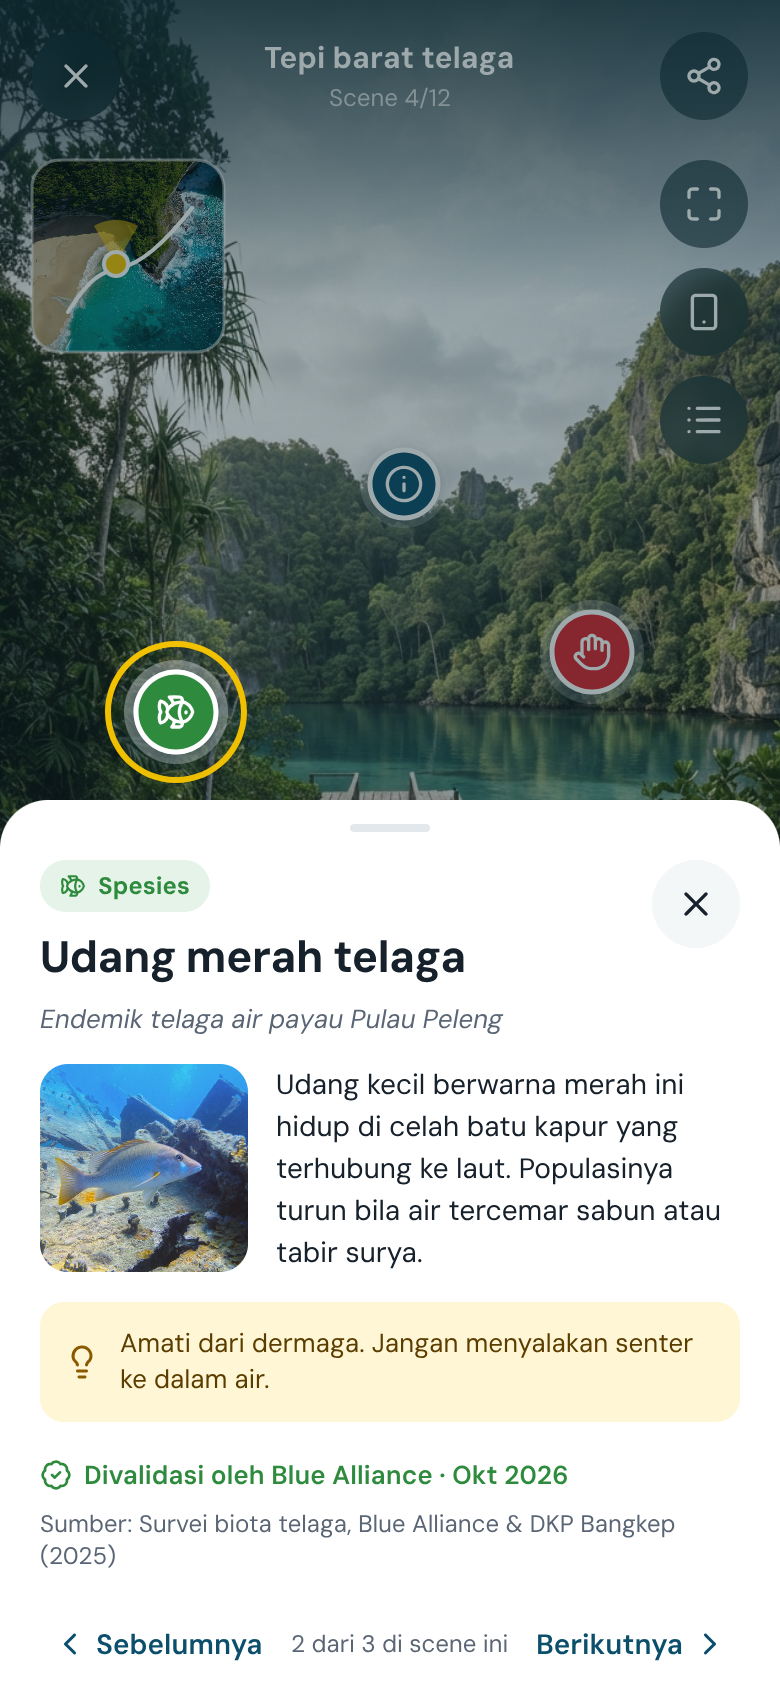 Tepi barat telaga
Scene 4/12
Spesies
Udang merah telaga
Endemik telaga air payau Pulau Peleng
Udang kecil berwarna merah ini
hidup di celah batu kapur yang
terhubung ke laut. Populasinya
turun bila air tercemar sabun atau
tabir surya.
Amati dari dermaga. Jangan menyalakan senter
ke dalam air.
Divalidasi oleh Blue Alliance · Okt 2026
Sumber: Survei biota telaga, Blue Alliance & DKP Bangkep
(2025)
Sebelumnya
2 dari 3 di scene ini
Berikutnya